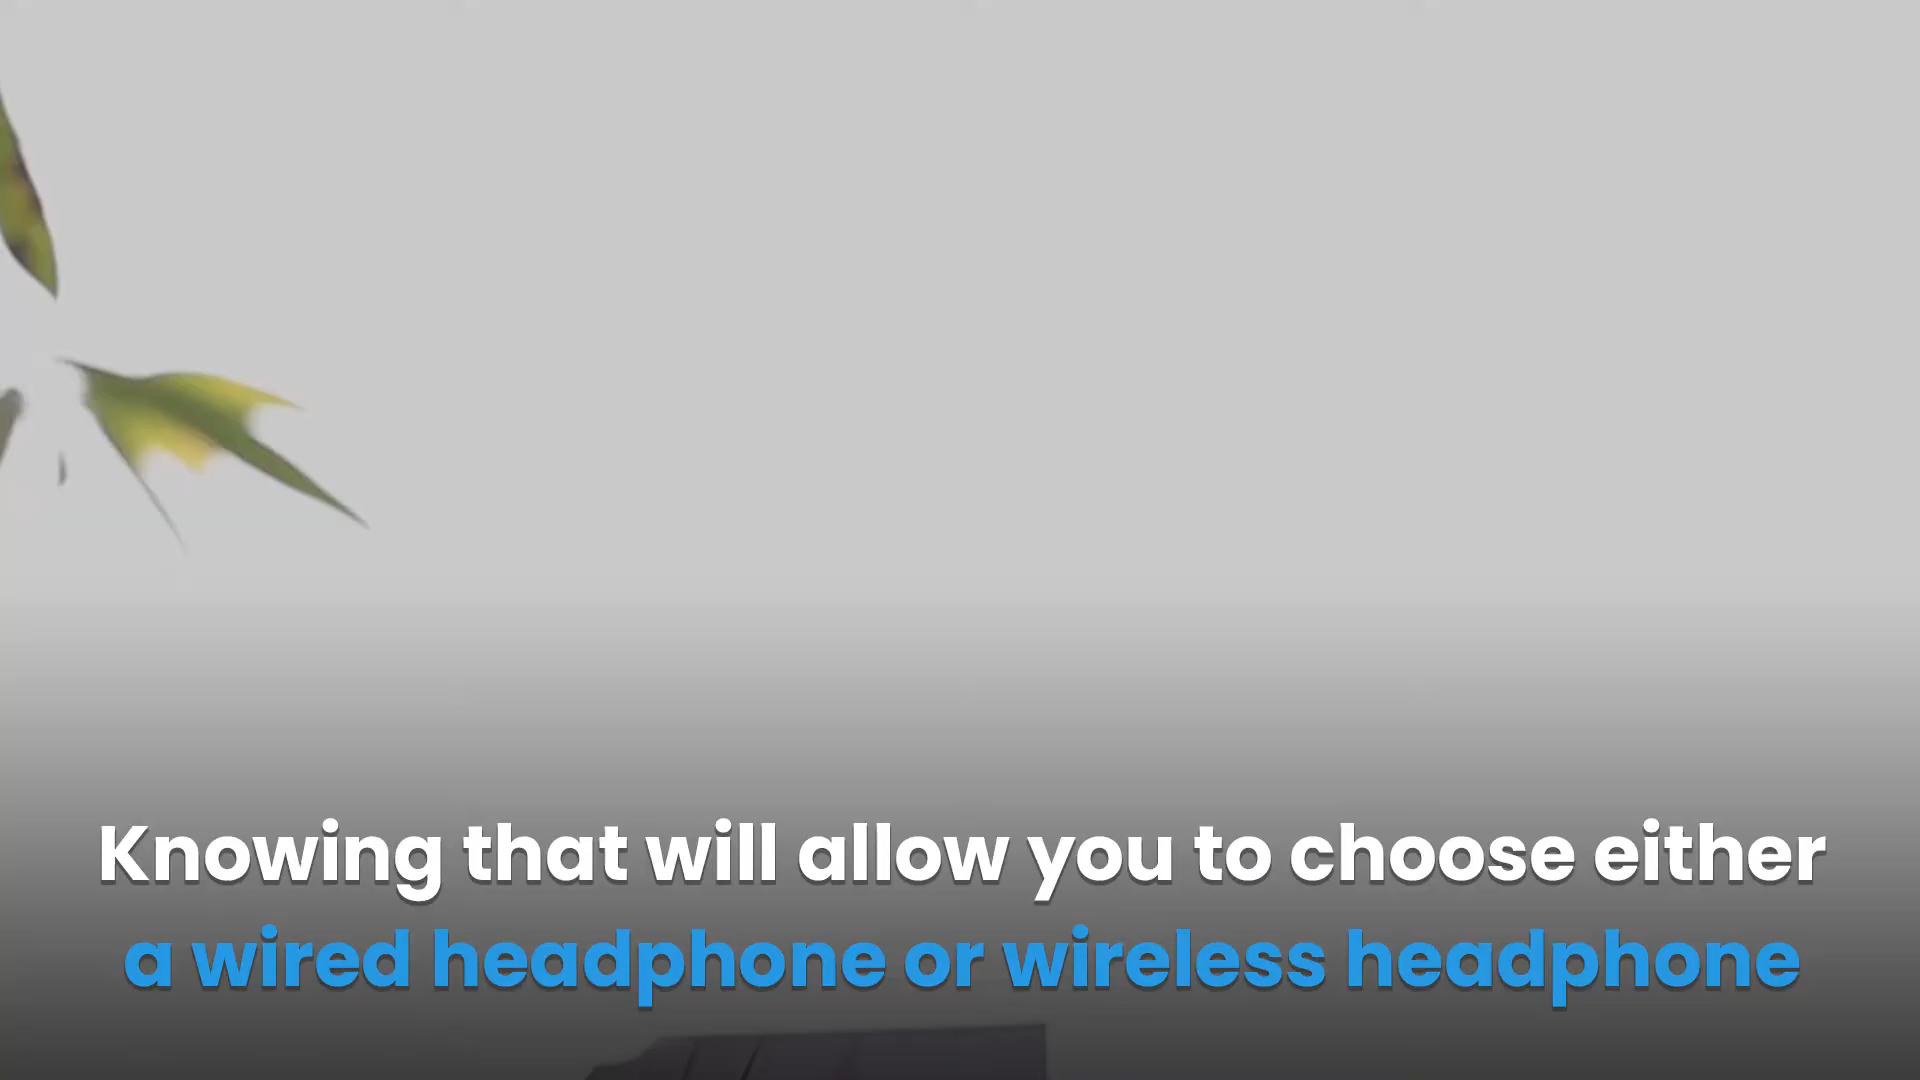 Knowing that will allow you to choose either
a wired headphone or wireless headphone